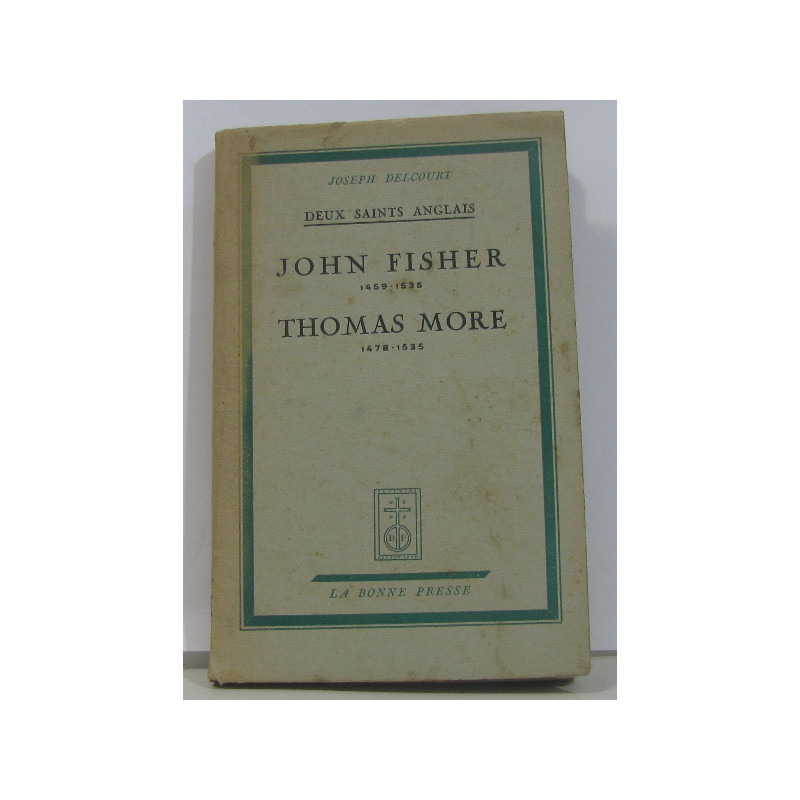 JOSEPH DELCOURT
DEUX SAINTS ANGLAIS
JOHN FISHER
1459-1535
THOMAS MORE
1478-1535
LA BONNE PRESSE